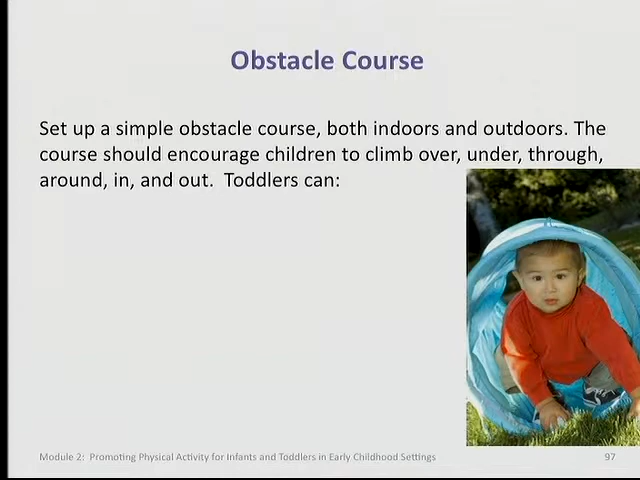 Obstacle Course
Set up a simple obstacle course, both indoors and outdoors. The
course should encourage children to climb over, under, through,
around, in, and out.  Toddlers can:
Module 2:  Promoting Physical Activity for Infants and Toddlers in Early Childhood Settings
97